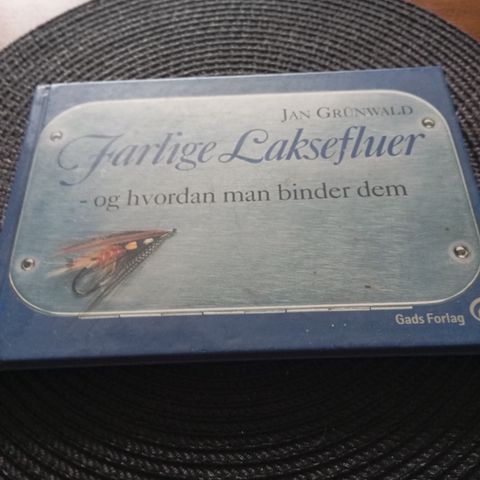 JAN GRÜNWALD
Farlige Laksefluer
- og hvordan man binder dem
Gads Forlag